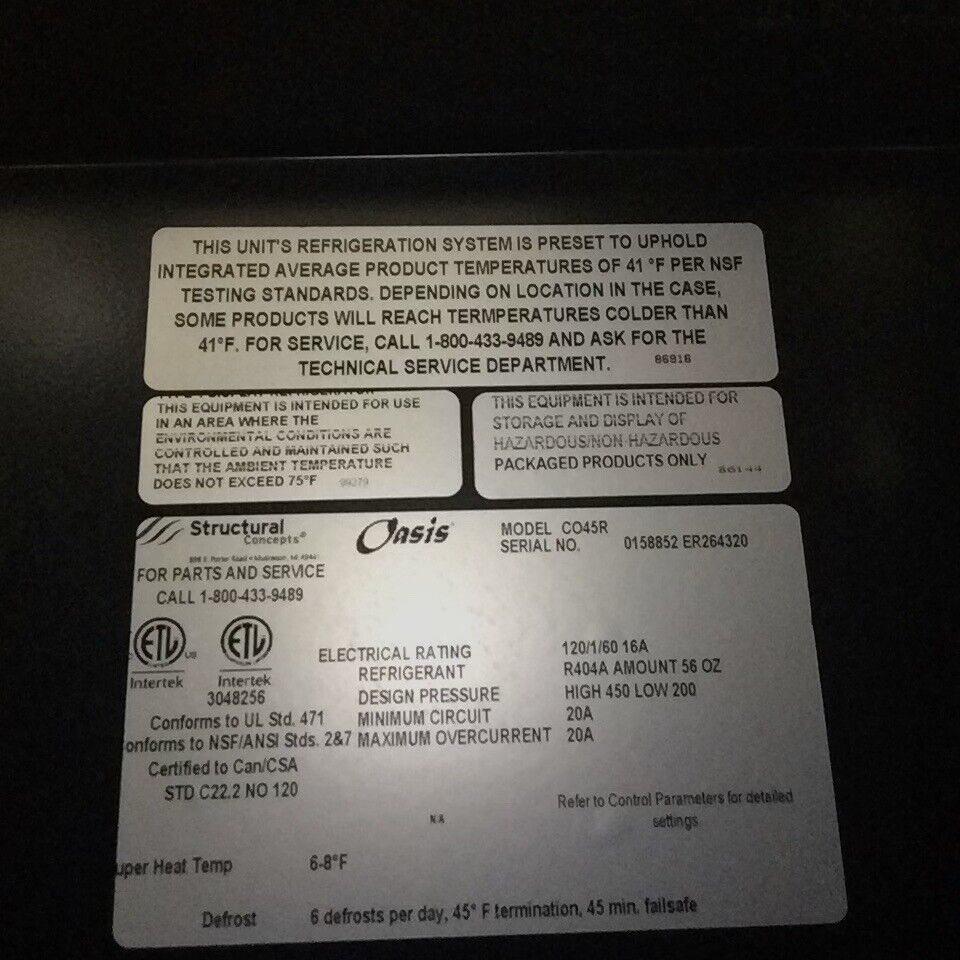 THIS UNIT'S REFRIGERATION SYSTEM IS PRESET TO UPHOLD
INTEGRATED AVERAGE PRODUCT TEMPERATURES OF 41 °F PER NSF
TESTING STANDARDS. DEPENDING ON LOCATION IN THE CASE,
SOME PRODUCTS WILL REACH TERMPERATURES COLDER THAN
41°F. FOR SERVICE, CALL 1-800-433-9489 AND ASK FOR THE
TECHNICAL SERVICE DEPARTMENT. 86916
THIS EQUIPMENT IS INTENDED FOR USE
IN AN AREA WHERE THE
ENVIRONMENTAL CONDITIONS ARE
CONTROLLED AND MAINTAINED SUCH
THAT THE AMBIENT TEMPERATURE
DOES NOT EXCEED 75°F 99279
THIS EQUIPMENT IS INTENDED FOR
STORAGE AND DISPLAY OF
HAZARDOUS/NON-HAZARDOUS
PACKAGED PRODUCTS ONLY 86144
Structural
Concepts®
Oasis®
MODEL CO45R
SERIAL NO. 0158852 ER264320
FOR PARTS AND SERVICE
CALL 1-800-433-9489
ETL US
Intertek
ETL
Intertek
3048256
Conforms to UL Std. 471
onforms to NSF/ANSI Stds. 2&7
Certified to Can/CSA
STD C22.2 NO 120
ELECTRICAL RATING 120/1/60 16A
REFRIGERANT R404A AMOUNT 56 OZ
DESIGN PRESSURE HIGH 450 LOW 200
MINIMUM CIRCUIT 20A
MAXIMUM OVERCURRENT 20A
Refer to Control Parameters for detailed
settings
NA
uper Heat Temp 6-8°F
Defrost 6 defrosts per day, 45° F termination, 45 min. failsafe